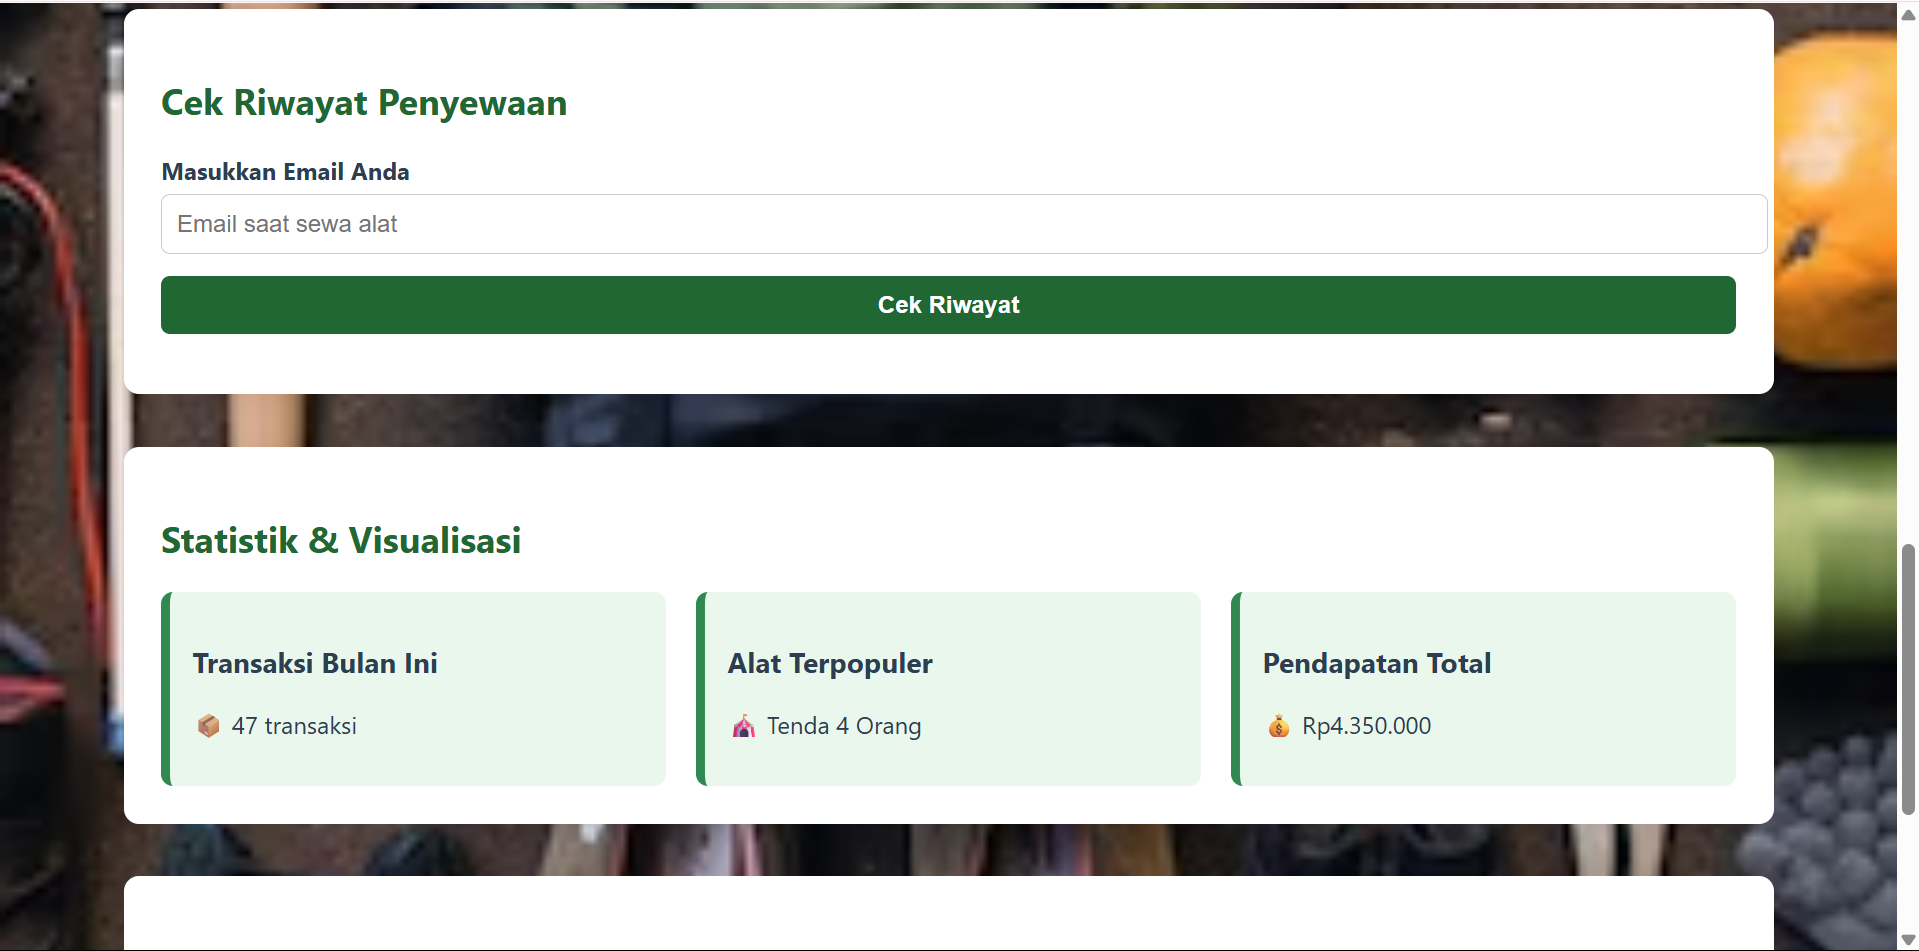 Cek Riwayat Penyewaan
Masukkan Email Anda
Email saat sewa alat
Cek Riwayat
Statistik & Visualisasi
Transaksi Bulan Ini
📦 47 transaksi
Alat Terpopuler
🎪 Tenda 4 Orang
Pendapatan Total
💰 Rp4.350.000